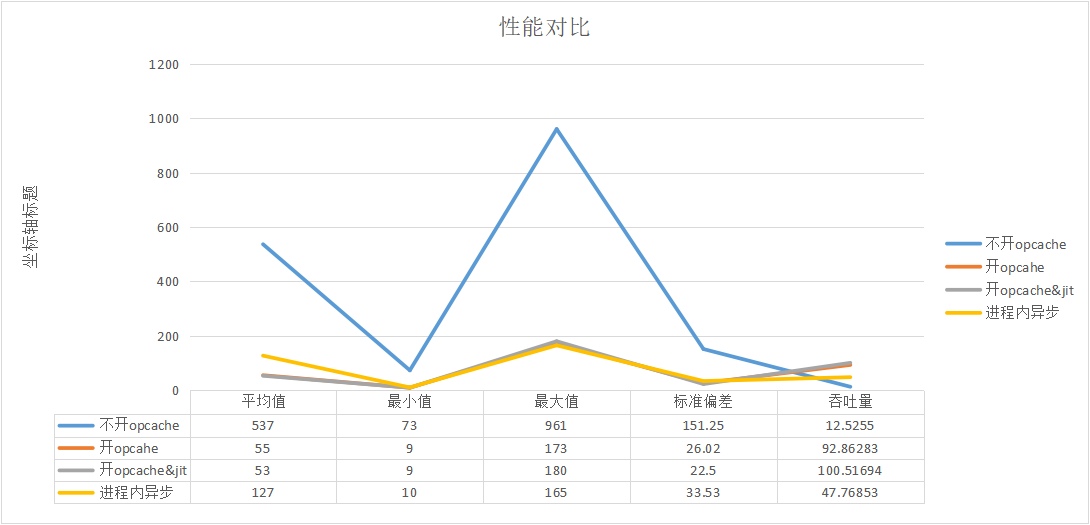 性能对比
坐标轴标题
1200
1000
800
600
400
200
0
不开opcache
开opcahe
开opcache&jit
进程内异步
平均值 最小值 最大值 标准偏差 吞吐量
不开opcache 537 73 961 151.25 12.5255
开opcahe 55 9 173 26.02 92.86283
开opcache&jit 53 9 180 22.5 100.51694
进程内异步 127 10 165 33.53 47.76853